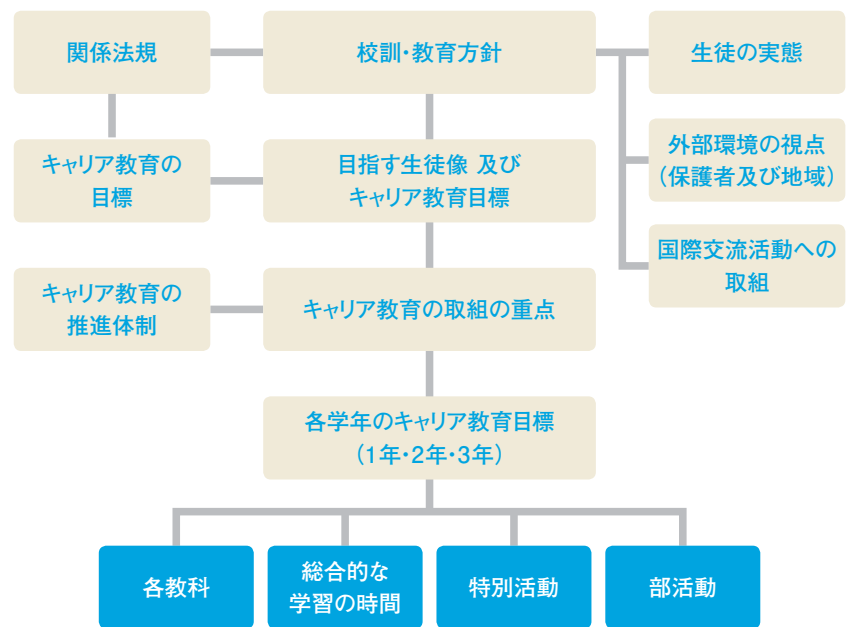 関係法規
校訓・教育方針
生徒の実態
キャリア教育の
目標
目指す生徒像 及び
キャリア教育目標
外部環境の視点
(保護者及び地域)
国際交流活動への
取組
キャリア教育の
推進体制
キャリア教育の取組の重点
各学年のキャリア教育目標
(1年・2年・3年)
各教科
総合的な
学習の時間
特別活動
部活動